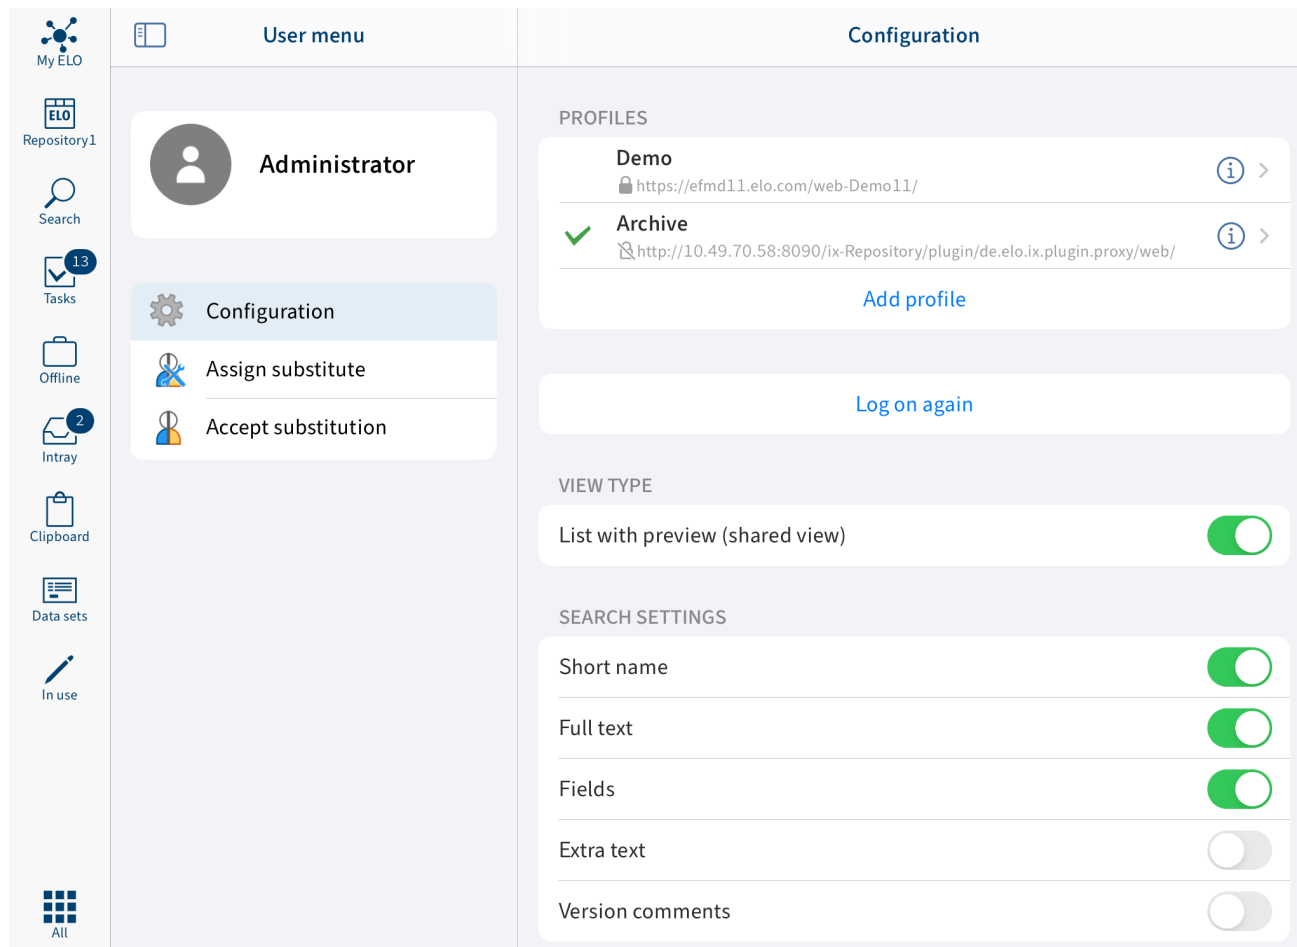 My ELO
ELO
Repository1
Search
13
Tasks
Offline
2
Intray
Clipboard
Data sets
In use
All
User menu
Administrator
Configuration
Assign substitute
Accept substitution
Configuration
PROFILES
Demo
https://efmd11.elo.com/web-Demo11/
Archive
http://10.49.70.58:8090/ix-Repository/plugin/de.elo.ix.plugin.proxy/web/
Add profile
Log on again
VIEW TYPE
List with preview (shared view)
SEARCH SETTINGS
Short name
Full text
Fields
Extra text
Version comments